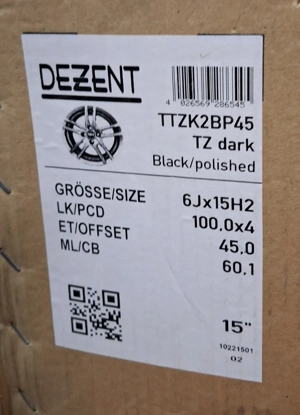 DEZENT
4 026569 286545
TTZK2BP45
TZ dark
Black/polished
GRÖSSE/SIZE 6Jx15H2
LK/PCD 100.0x4
ET/OFFSET 45.0
ML/CB 60.1
15"
10221501
02